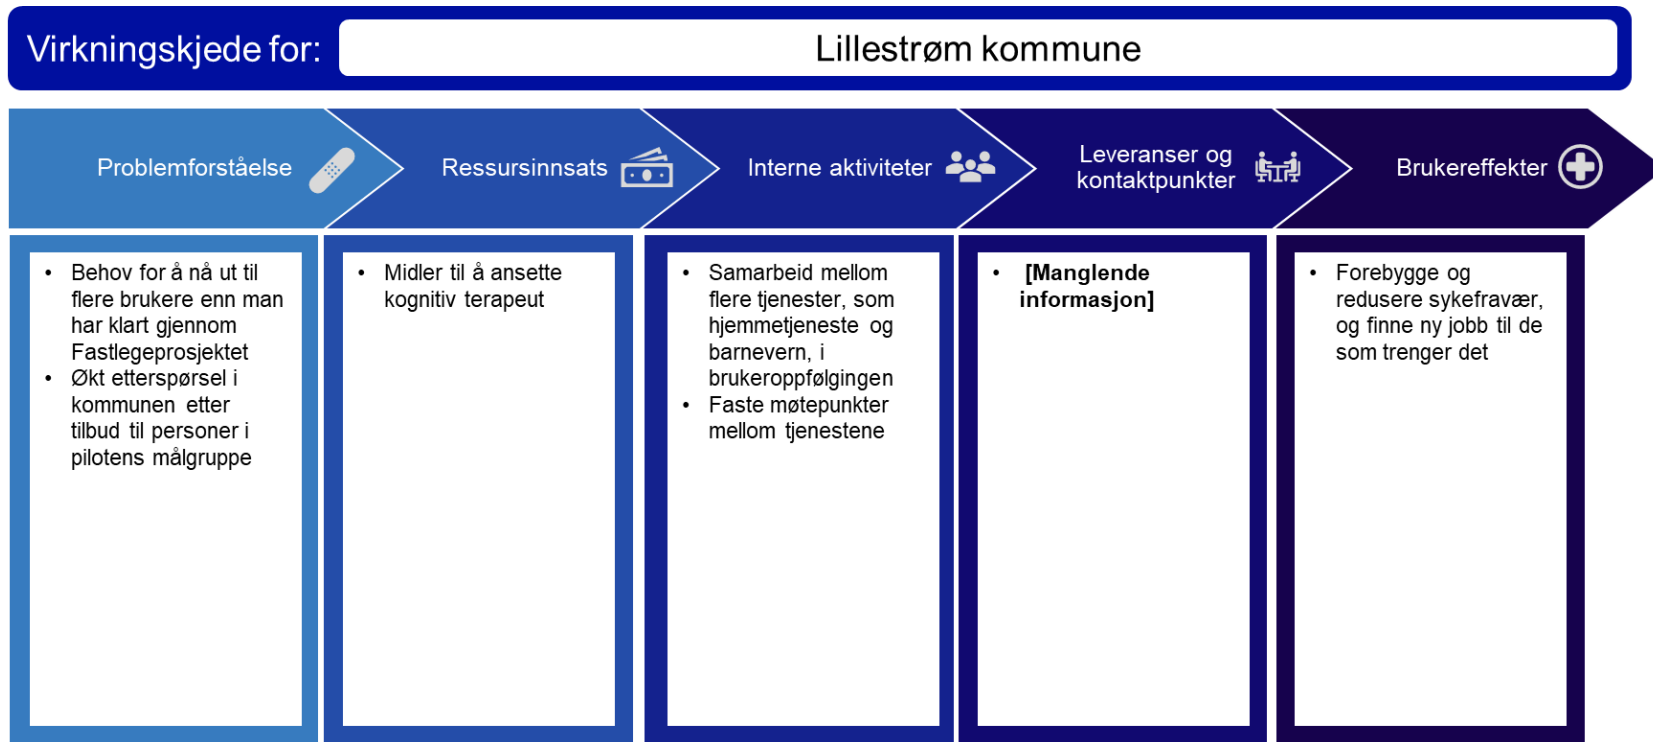 Virkningskjede for:
Lillestrøm kommune
Problemforståelse
Ressursinnsats
Interne aktiviteter
Leveranser og
kontaktpunkter
Brukereffekter
• Behov for å nå ut til
flere brukere enn man
har klart gjennom
Fastlegeprosjektet
• Økt etterspørsel i
kommunen etter
tilbud til personer i
pilotens målgruppe
• Midler til å ansette
kognitiv terapeut
• Samarbeid mellom
flere tjenester, som
hjemmetjeneste og
barnevern, i
brukeroppfølgingen
• Faste møtepunkter
mellom tjenestene
• [Manglende
informasjon]
• Forebygge og
redusere sykefravær,
og finne ny jobb til de
som trenger det